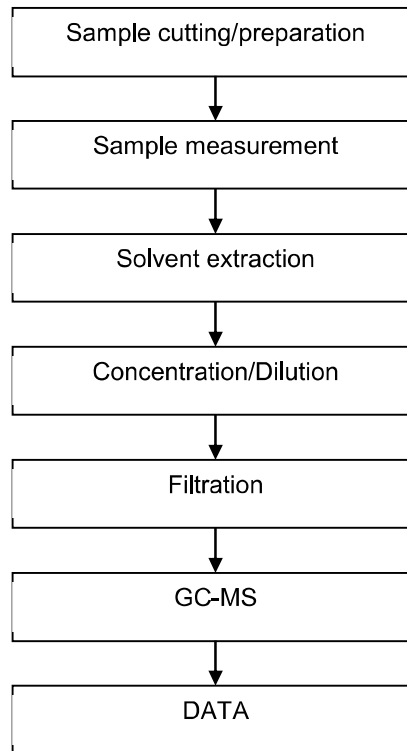 Sample cutting/preparation
Sample measurement
Solvent extraction
Concentration/Dilution
Filtration
GC-MS
DATA